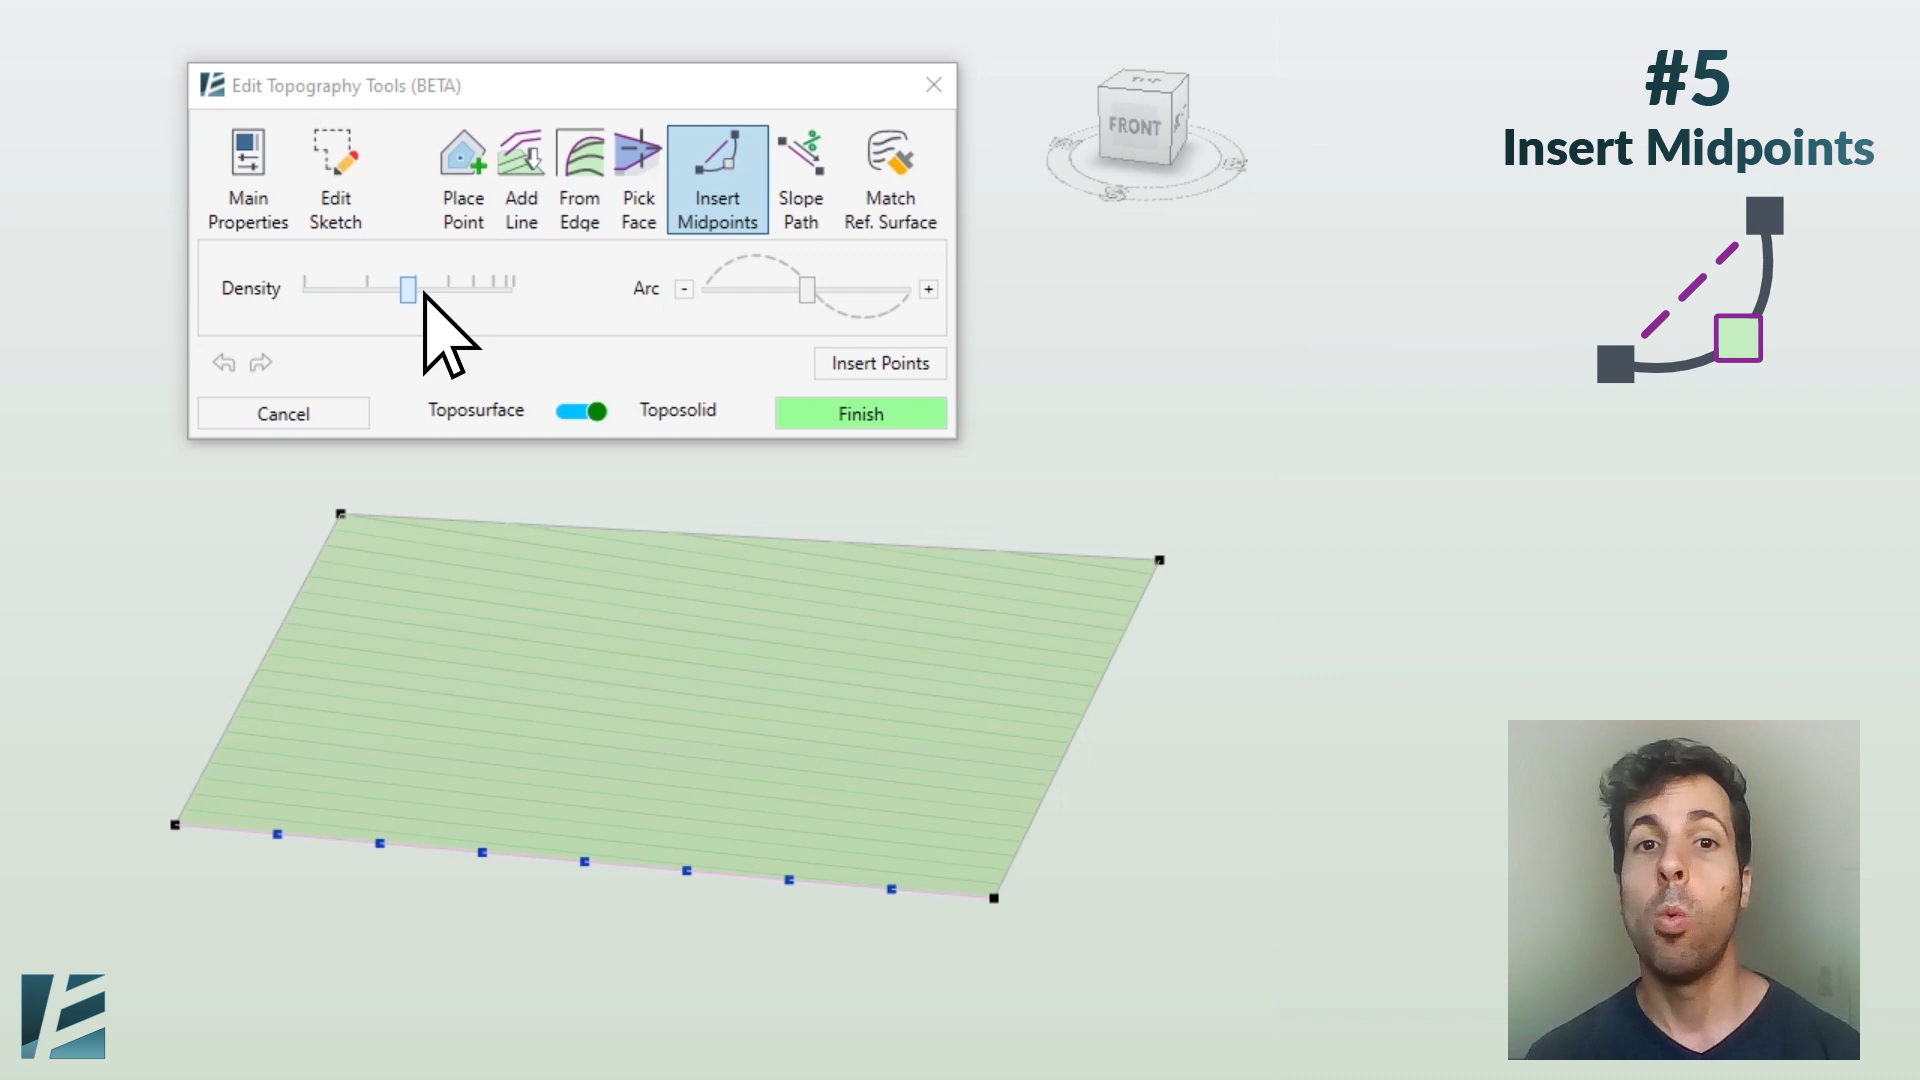 #5
Insert Midpoints
Edit Topography Tools (BETA)
Main Properties
Edit Sketch
Place Point
Add Line
From Edge
Pick Face
Insert Midpoints
Slope Path
Match Ref. Surface
Density
Arc
-
+
Insert Points
Cancel
Toposurface
Toposolid
Finish
FRONT